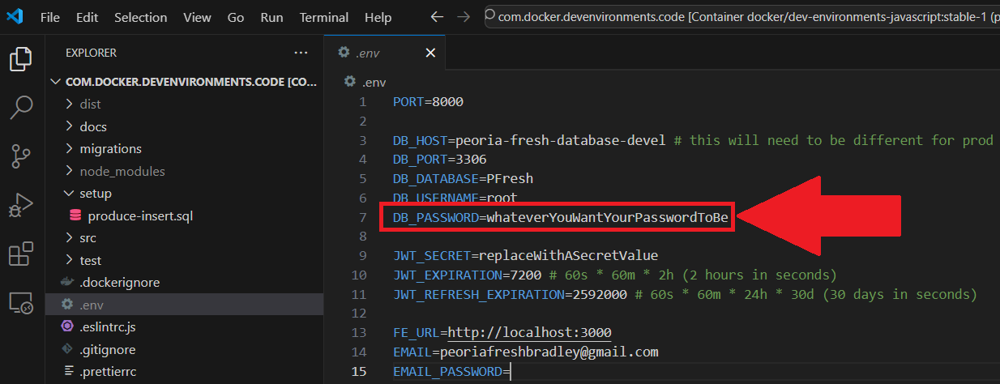 File Edit Selection View Go Run Terminal Help
com.docker.devenvironments.code [Container docker/dev-environments-javascript:stable-1 (p
EXPLORER
COM.DOCKER.DEVENVIRONMENTS.CODE [CO...
dist
docs
migrations
node_modules
setup
produce-insert.sql
src
test
.dockerignore
.env
.eslintrc.js
.gitignore
.prettierrc
.env
.env
1 PORT=8000
2
3 DB_HOST=peoria-fresh-database-devel # this will need to be different for prod
4 DB_PORT=3306
5 DB_DATABASE=PFresh
6 DB_USERNAME=root
7 DB_PASSWORD=whateverYouWantYourPasswordToBe
8
9 JWT_SECRET=replaceWithASecretValue
10 JWT_EXPIRATION=7200 # 60s * 60m * 2h (2 hours in seconds)
11 JWT_REFRESH_EXPIRATION=2592000 # 60s * 60m * 24h * 30d (30 days in seconds)
12
13 FE_URL=http://localhost:3000
14 EMAIL=peoriafreshbradley@gmail.com
15 EMAIL_PASSWORD=